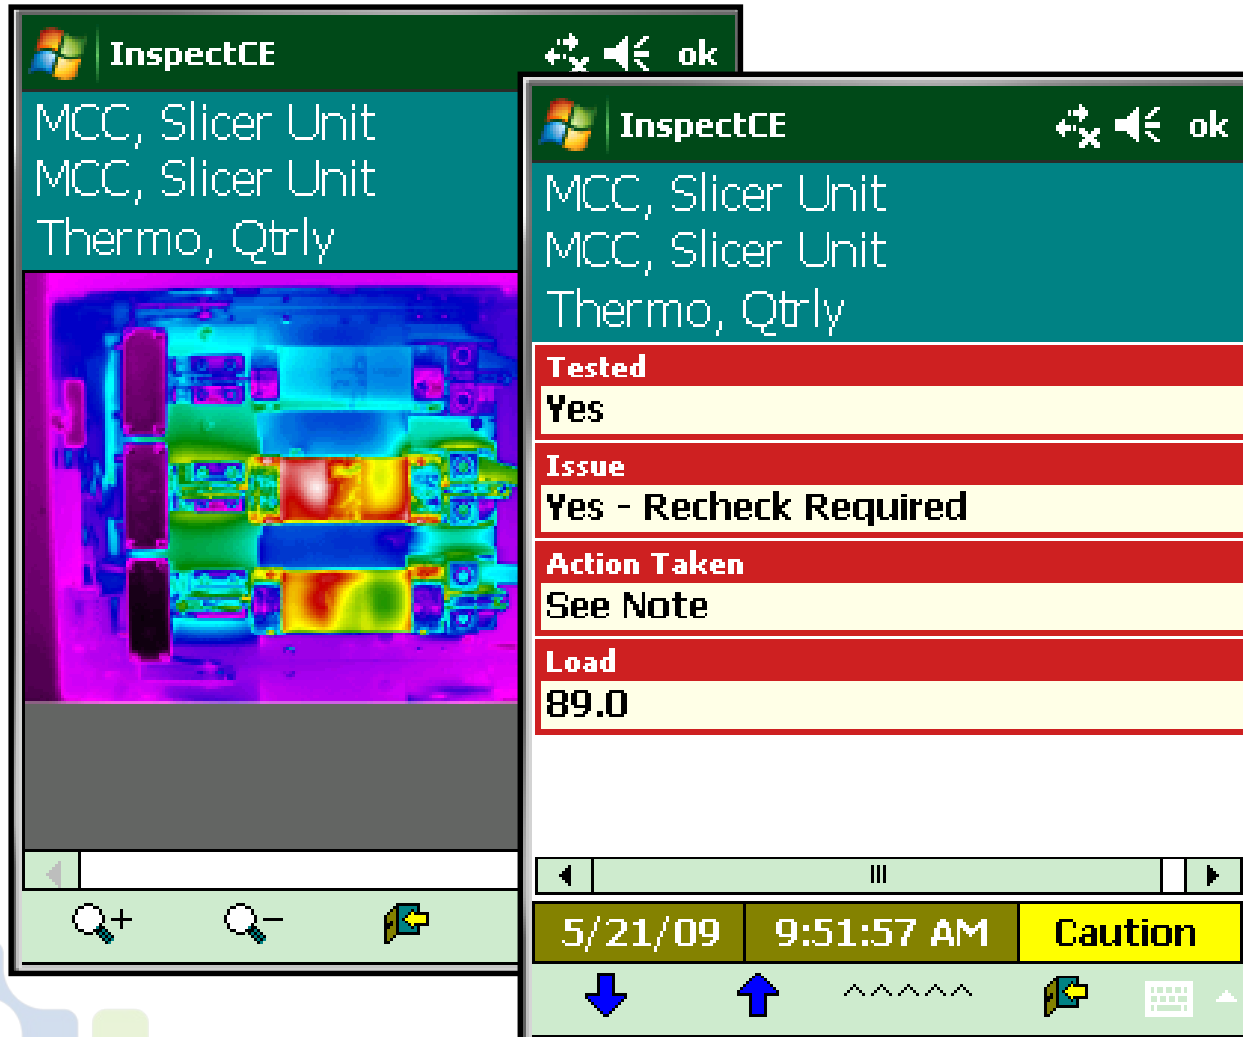 InspectCE
ok
MCC, Slicer Unit
MCC, Slicer Unit
Thermo, Qtrly
InspectCE
ok
MCC, Slicer Unit
MCC, Slicer Unit
Thermo, Qtrly
Tested
Yes
Issue
Yes - Recheck Required
Action Taken
See Note
Load
89.0
5/21/09 9:51:57 AM Caution
^^^^^